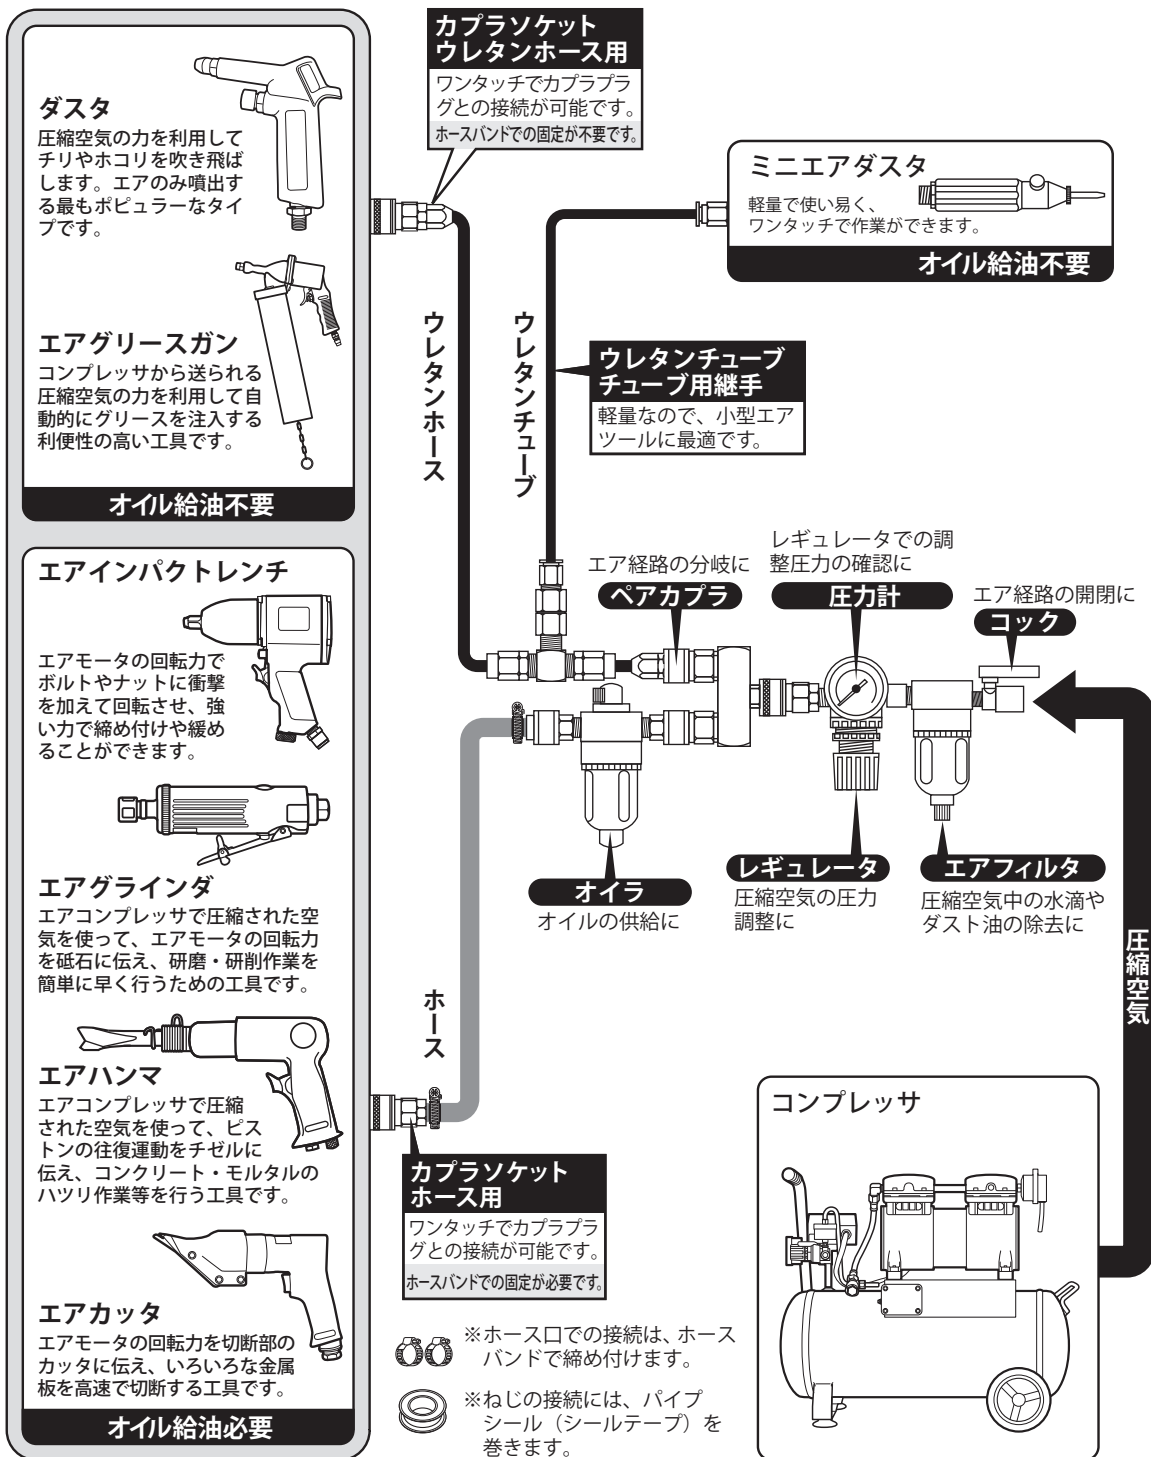 ダスタ
圧縮空気の力を利用して
チリやホコリを吹き飛ば
します。エアのみ噴出す
る最もポピュラーなタイ
プです。
エアグリースガン
コンプレッサから送られる
圧縮空気の力を利用して自
動的にグリースを注入する
利便性の高い工具です。
オイル給油不要
エアインパクトレンチ
エアモータの回転力で
ボルトやナットに衝撃
を加えて回転させ、強
い力で締め付けや緩め
ることができます。
エアグラインダ
エアコンプレッサで圧縮された空
気を使って、エアモータの回転力
を砥石に伝え、研磨・研削作業を
簡単に早く行うための工具です。
エアハンマ
エアコンプレッサで圧縮
された空気を使って、ピス
トンの往復運動をチゼルに
伝え、コンクリート・モルタルの
ハツリ作業等を行う工具です。
エアカッタ
エアモータの回転力を切断部の
カッタに伝え、いろいろな金属
板を高速で切断する工具です。
オイル給油必要
カプラソケット
ウレタンホース用
ワンタッチでカプラプラ
グとの接続が可能です。
ホースバンドでの固定が不要です。
ミニエアダスタ
軽量で使い易く、
ワンタッチで作業ができます。
オイル給油不要
ウレタンホース
ウレタンチューブ
ウレタンチューブ
チューブ用継手
軽量なので、小型エア
ツールに最適です。
エア経路の分岐に
ペアカプラ
レギュレータでの調
整圧力の確認に
圧力計
エア経路の開閉に
コック
オイラ
オイルの供給に
レギュレータ
圧縮空気の圧力
調整に
エアフィルタ
圧縮空気中の水滴や
ダスト油の除去に
圧縮空気
ホース
カプラソケット
ホース用
ワンタッチでカプラプラ
グとの接続が可能です。
ホースバンドでの固定が必要です。
※ホース口での接続は、ホース
バンドで締め付けます。
※ねじの接続には、パイプ
シール（シールテープ）を
巻きます。
コンプレッサ